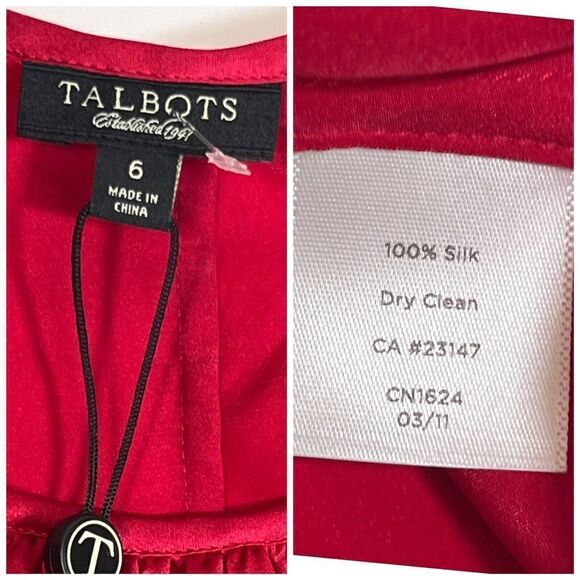 TALBOTS
Established 1947
6
MADE IN
CHINA
T
100% Silk
Dry Clean
CA #23147
CN1624
03/11